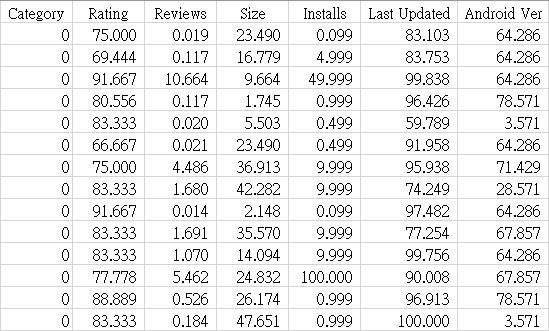 Category Rating Reviews Size Installs Last Updated Android Ver
0 75.000 0.019 23.490 0.099 83.103 64.286
0 69.444 0.117 16.779 4.999 83.753 64.286
0 91.667 10.664 9.664 49.999 99.838 64.286
0 80.556 0.117 1.745 0.999 96.426 78.571
0 83.333 0.020 5.503 0.499 59.789 3.571
0 66.667 0.021 23.490 0.499 91.958 64.286
0 75.000 4.486 36.913 9.999 95.938 71.429
0 83.333 1.680 42.282 9.999 74.249 28.571
0 91.667 0.014 2.148 0.099 97.482 64.286
0 83.333 1.691 35.570 9.999 77.254 67.857
0 83.333 1.070 14.094 9.999 99.756 64.286
0 77.778 5.462 24.832 100.000 90.008 67.857
0 88.889 0.526 26.174 0.999 96.913 78.571
0 83.333 0.184 47.651 0.999 100.000 3.571